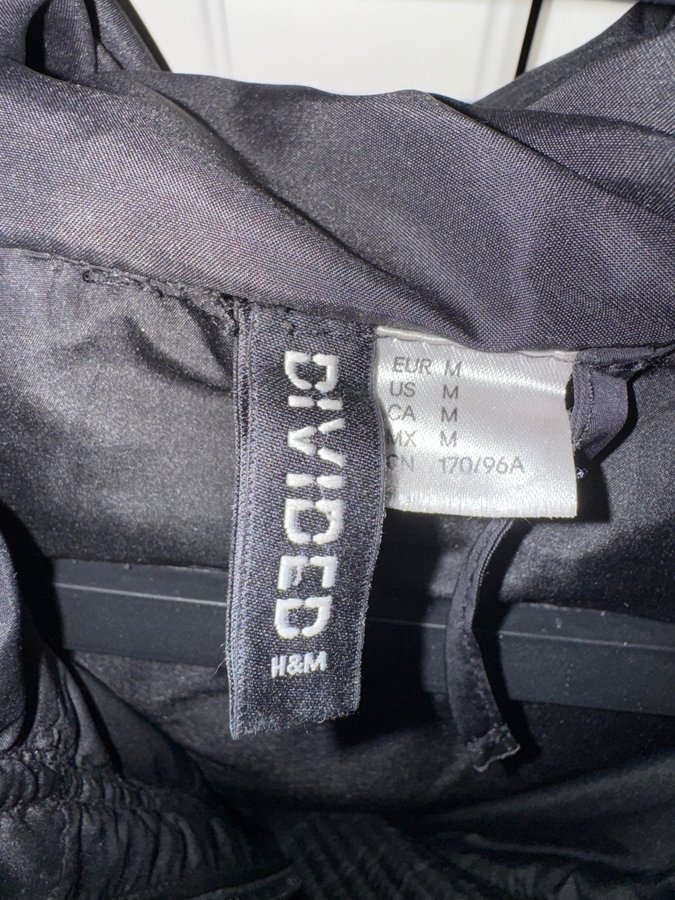 DIVIDED
H&M
EUR M
US M
CA M
MX M
CN 170/96A